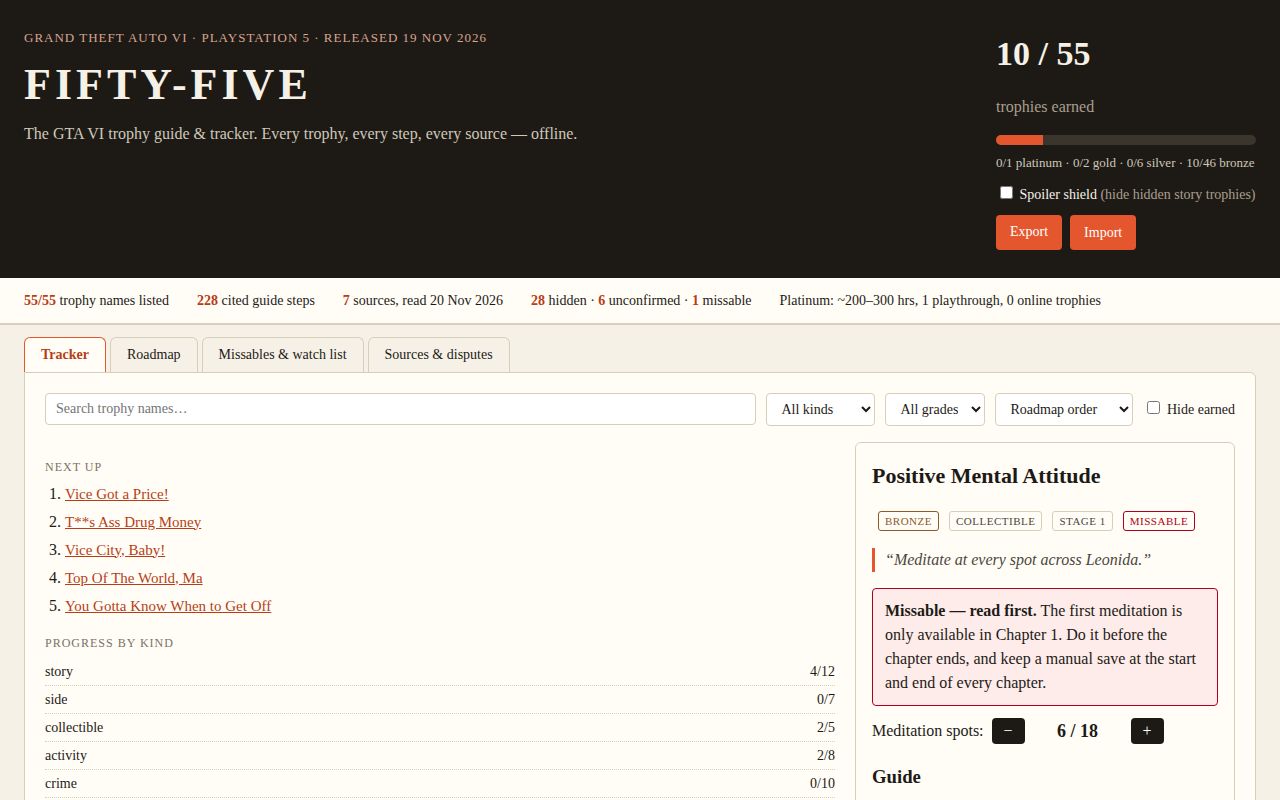 GRAND THEFT AUTO VI · PLAYSTATION 5 · RELEASED 19 NOV 2026
FIFTY-FIVE
The GTA VI trophy guide & tracker. Every trophy, every step, every source — offline.
10 / 55
trophies earned
0/1 platinum · 0/2 gold · 0/6 silver · 10/46 bronze
Spoiler shield (hide hidden story trophies)
Export Import
55/55 trophy names listed 228 cited guide steps 7 sources, read 20 Nov 2026 28 hidden · 6 unconfirmed · 1 missable Platinum: ~200–300 hrs, 1 playthrough, 0 online trophies
Tracker Roadmap Missables & watch list Sources & disputes
Search trophy names… All kinds All grades Roadmap order Hide earned
NEXT UP
1. Vice Got a Price!
2. T**s Ass Drug Money
3. Vice City, Baby!
4. Top Of The World, Ma
5. You Gotta Know When to Get Off
PROGRESS BY KIND
story 4/12
side 0/7
collectible 2/5
activity 2/8
crime 0/10
Positive Mental Attitude
BRONZE COLLECTIBLE STAGE 1 MISSABLE
“Meditate at every spot across Leonida.”
Missable — read first. The first meditation is
only available in Chapter 1. Do it before the
chapter ends, and keep a manual save at the start
and end of every chapter.
Meditation spots: − 6 / 18 +
Guide